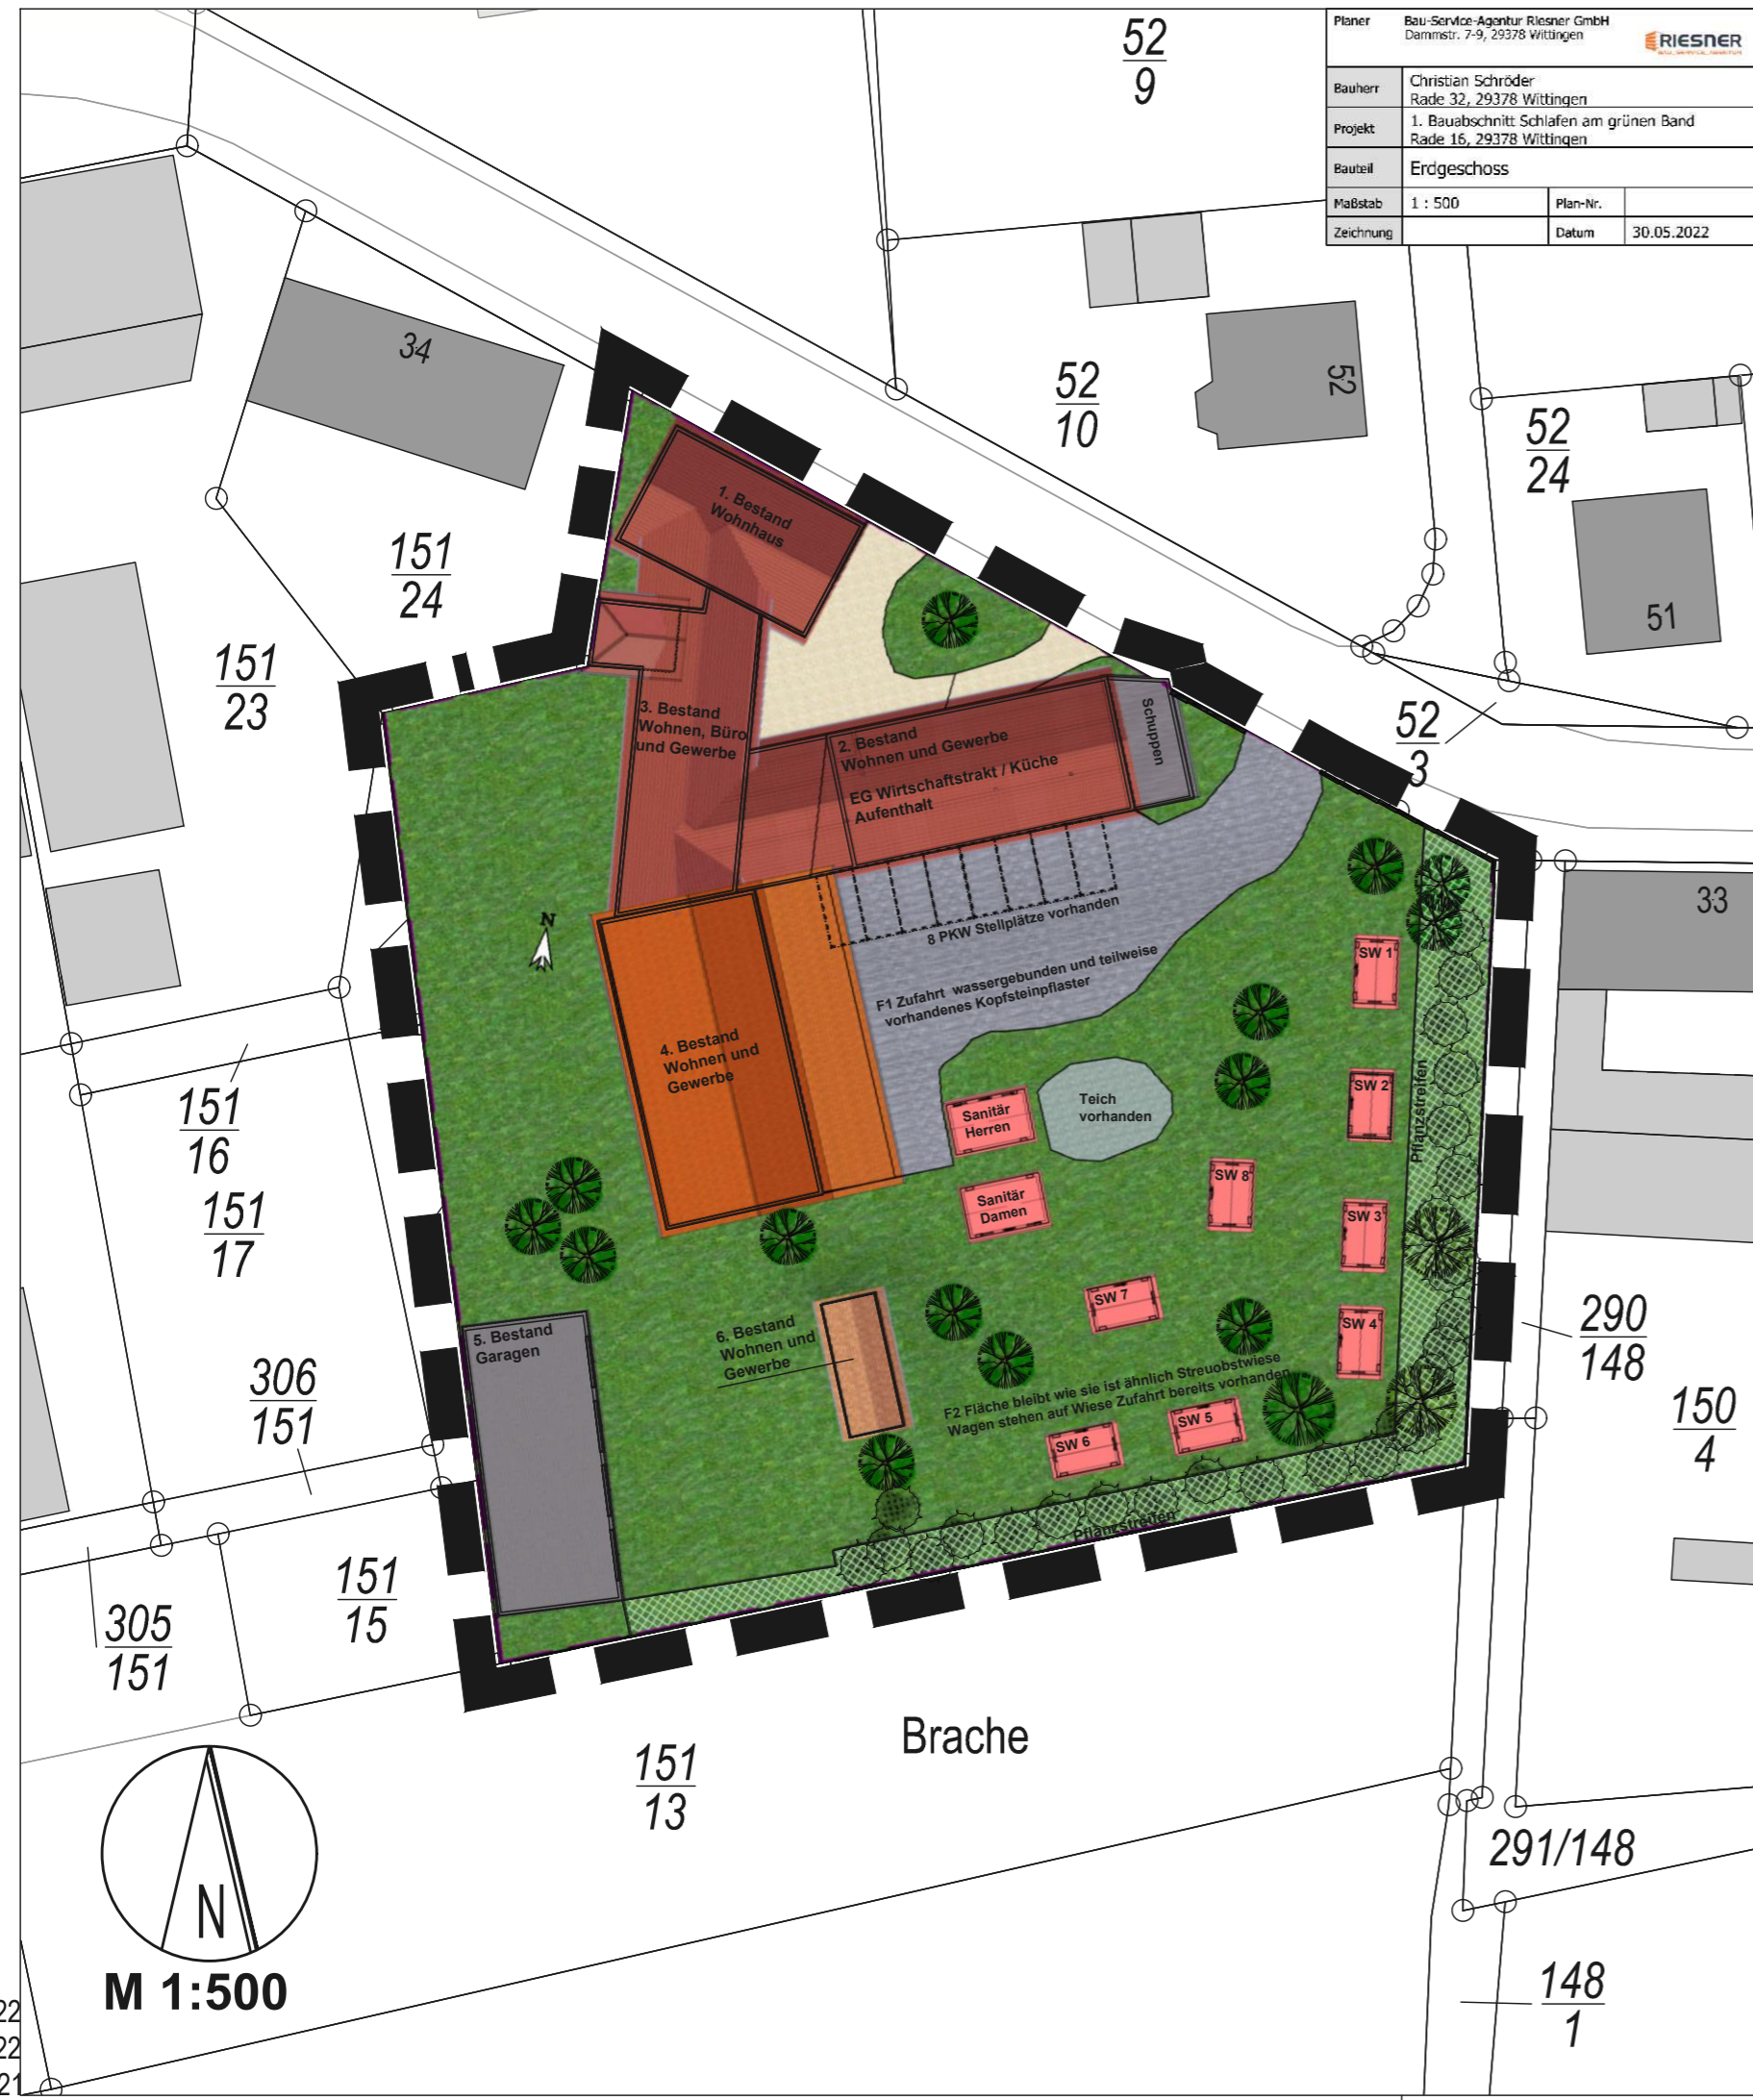 Planer
Bau-Service-Agentur Riesner GmbH
Dammstr. 7-9, 29378 Wittingen
RIESNER
Bauherr
Christian Schröder
Rade 32, 29378 Wittingen
Projekt
1. Bauabschnitt Schlafen am grünen Band
Rade 16, 29378 Wittingen
Bauteil
Erdgeschoss
Maßstab
1 : 500
Plan-Nr.
Zeichnung
Datum
30.05.2022
52
9
34
52
10
52
52
24
51
151
24
151
23
52
3
1. Bestand
Wohnhaus
3. Bestand
Wohnen, Büro
und Gewerbe
2. Bestand
Wohnen und Gewerbe
EG Wirtschaftstrakt / Küche
Aufenthalt
Schuppen
8 PKW Stellplätze vorhanden
F1 Zufahrt wassergebunden und teilweise
vorhandenes Kopfsteinpflaster
N
33
SW 1
4. Bestand
Wohnen und
Gewerbe
SW 2
Pflanzstreifen
Teich
vorhanden
Sanitär
Herren
Sanitär
Damen
SW 8
SW 3
151
16
151
17
SW 7
SW 4
5. Bestand
Garagen
6. Bestand
Wohnen und
Gewerbe
F2 Fläche bleibt wie sie ist ähnlich Streuobstwiese
Wagen stehen auf Wiese Zufahrt bereits vorhanden
SW 5
SW 6
Pflanzstreifen
290
148
150
4
306
151
305
151
151
15
Brache
151
13
291/148
N
M 1:500
148
1
22
22
21